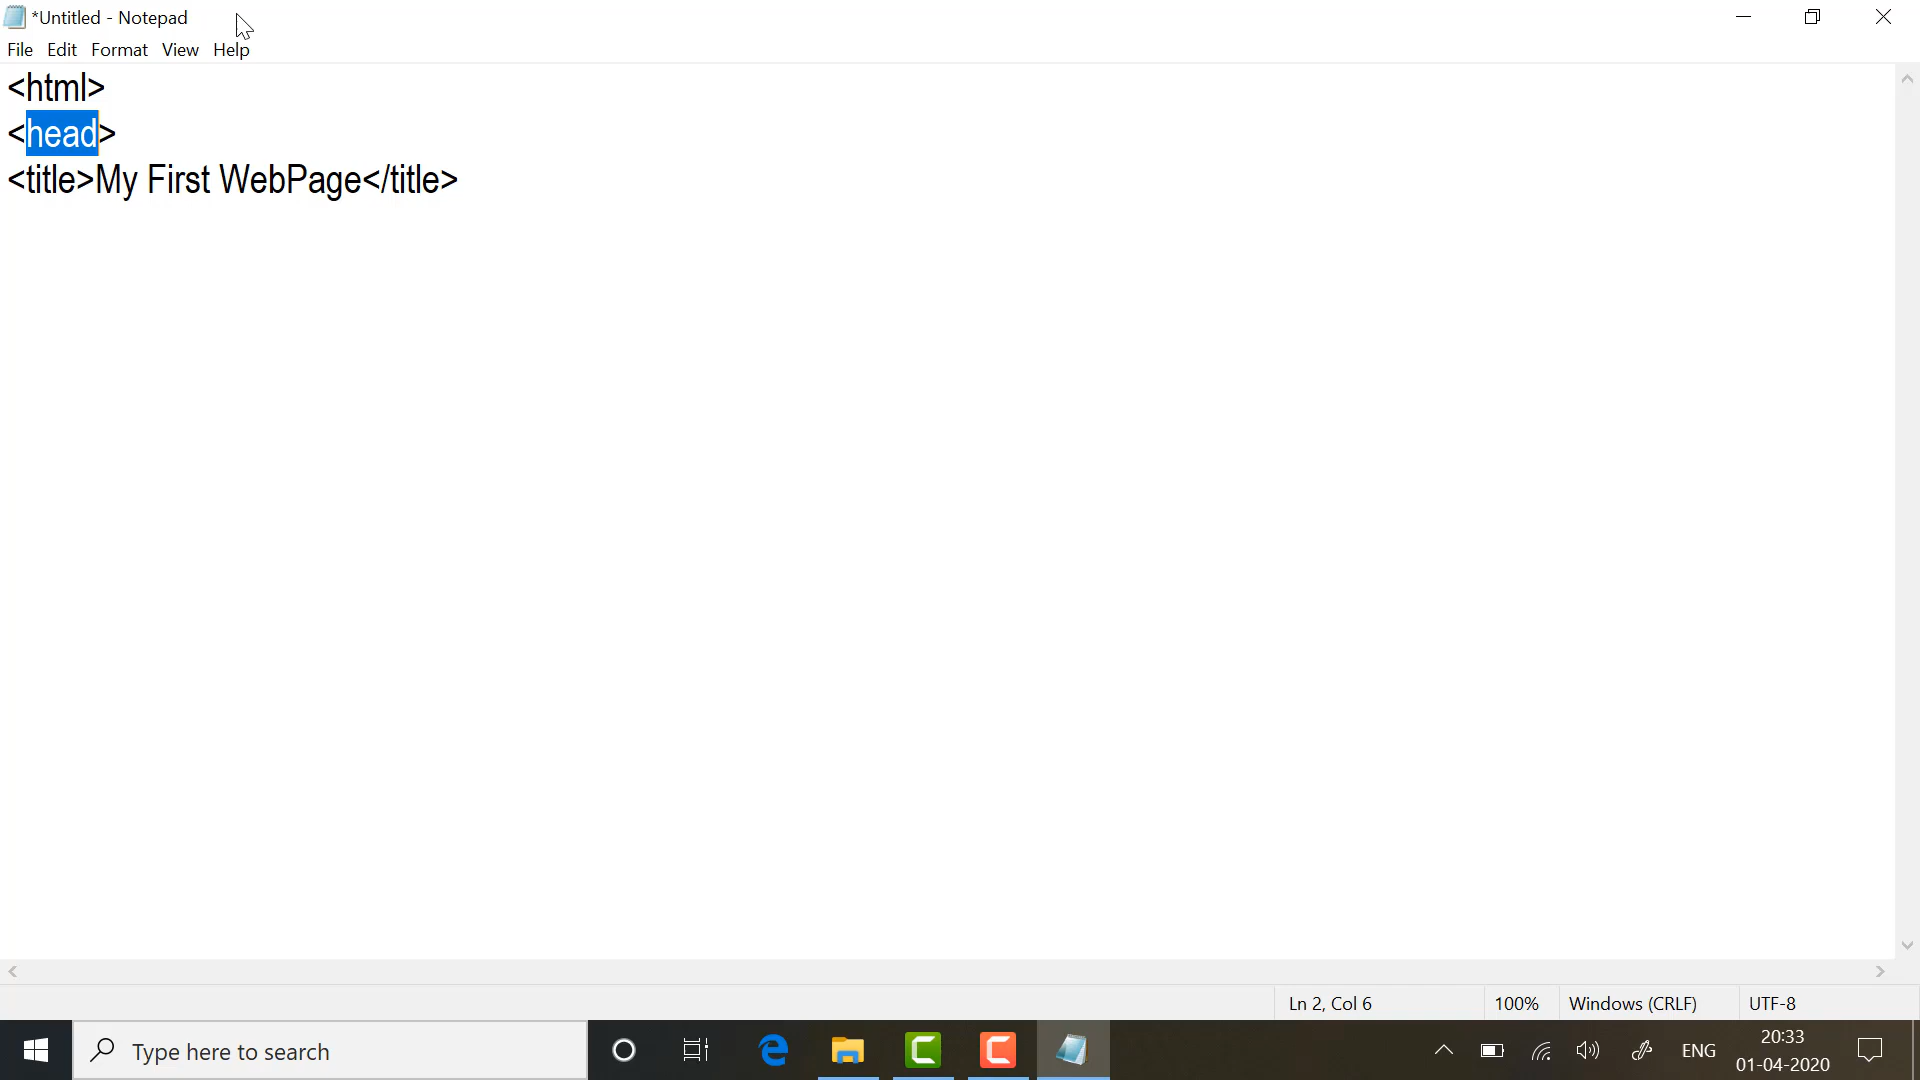 *Untitled - Notepad
File Edit Format View Help
<html>
<head>
<title>My First WebPage</title>
Ln 2, Col 6 100% Windows (CRLF) UTF-8
Type here to search
ENG
20:33
01-04-2020